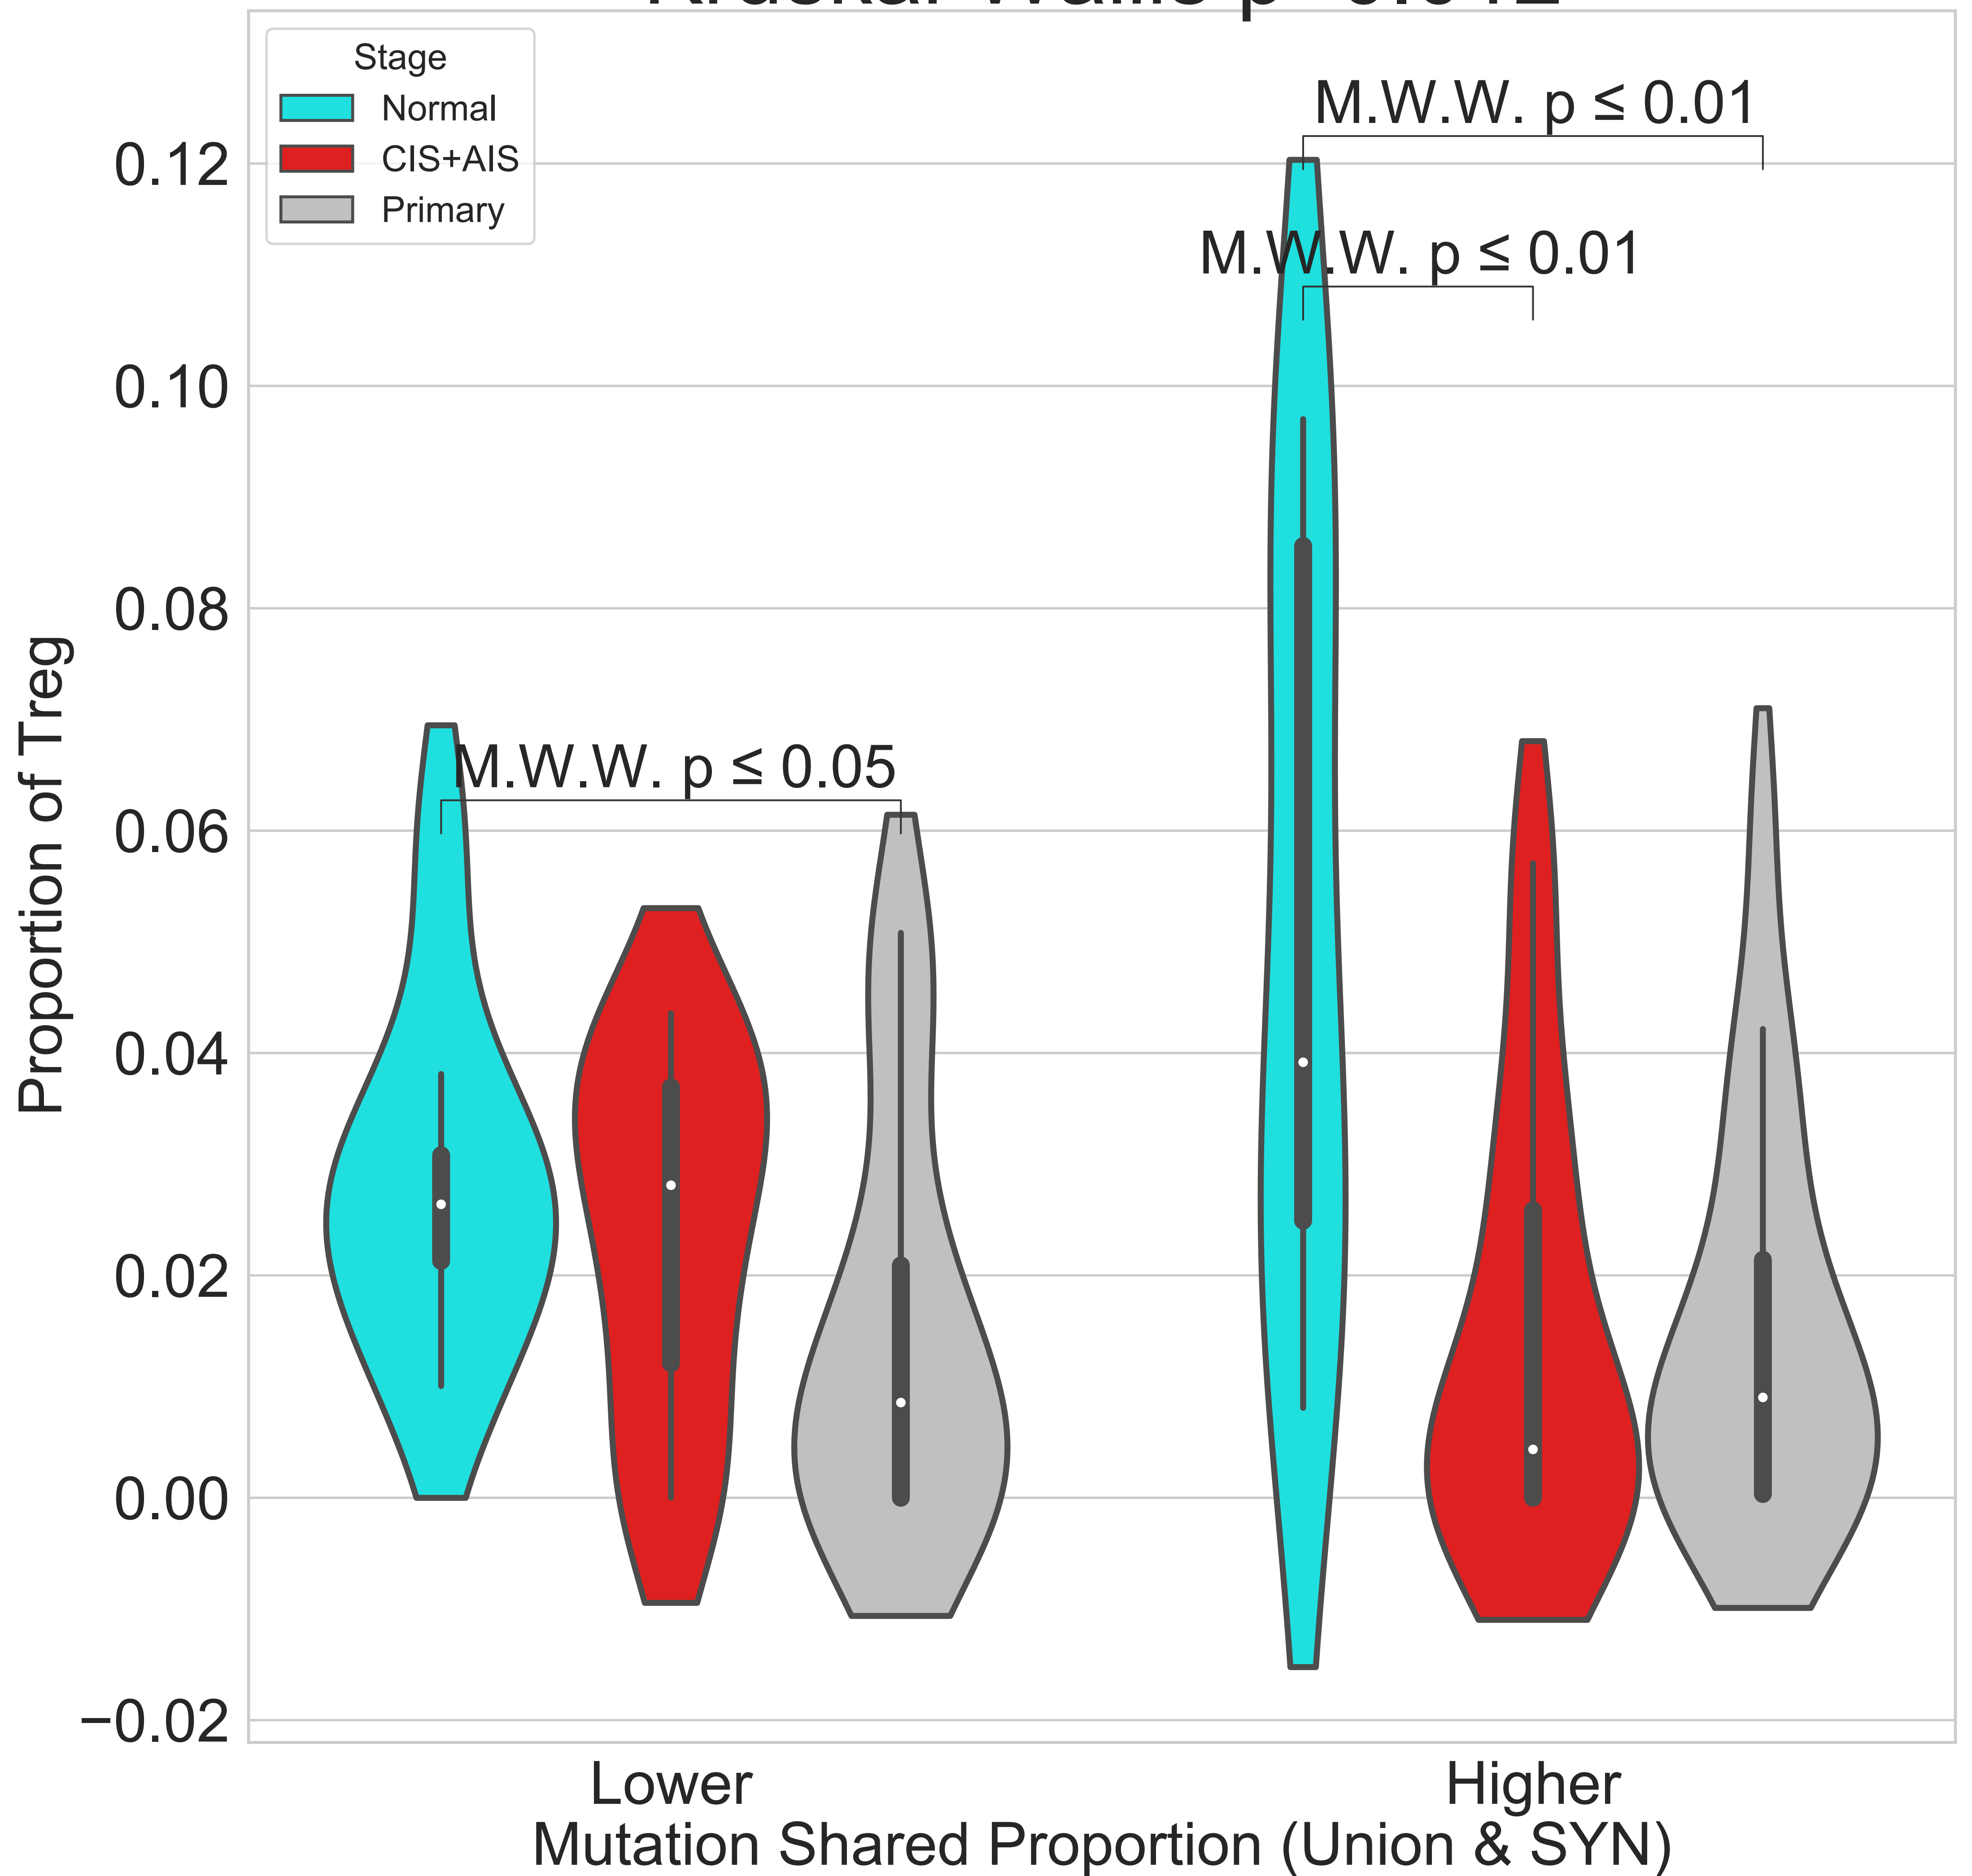 Stage
Normal
CIS+AIS
Primary
M.W.W. p ≤ 0.01
M.W.W. p ≤ 0.01
M.W.W. p ≤ 0.05
0.12
0.10
0.08
0.06
0.04
0.02
0.00
−0.02
Proportion of Treg
Lower
Higher
Mutation Shared Proportion (Union & SYN)